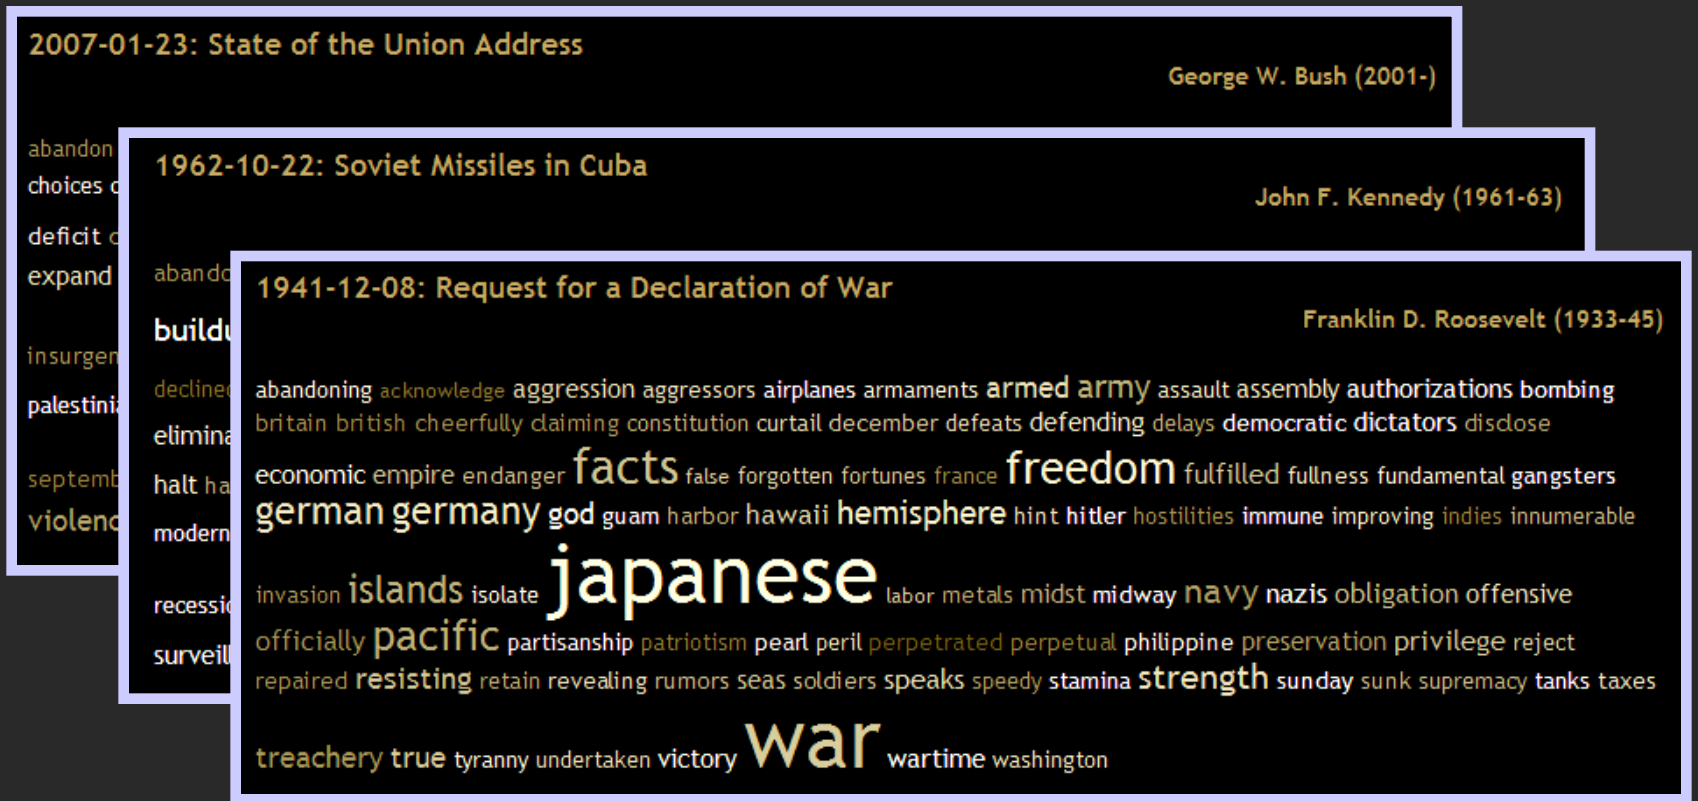 2007-01-23: State of the Union Address
George W. Bush (2001-)
abandon
choices
deficit
expand
palestini
1962-10-22: Soviet Missiles in Cuba
John F. Kennedy (1961-63)
abando
buildu
declined
elimina
halt ha
modern
recessio
surveill
insurgen
septemb
violenc
1941-12-08: Request for a Declaration of War
Franklin D. Roosevelt (1933-45)
abandoning acknowledge aggression aggressors airplanes armaments armed army assault assembly authorizations bombing
britain british cheerfully claiming constitution curtail december defeats defending delays democratic dictators disclose
economic empire endanger facts false forgotten fortunes france freedom fulfilled fullness fundamental gangsters
german germany god guam harbor hawaii hemisphere hint hitler hostilities immune improving indies innumerable
invasion islands isolate japanese labor metals midst midway navy nazis obligation offensive
officially pacific partisanship patriotism pearl peril perpetrated perpetual philippine preservation privilege reject
repaired resisting retain revealing rumors seas soldiers speaks speedy stamina strength sunday sunk supremacy tanks taxes
treachery true tyranny undertaken victory war wartime washington